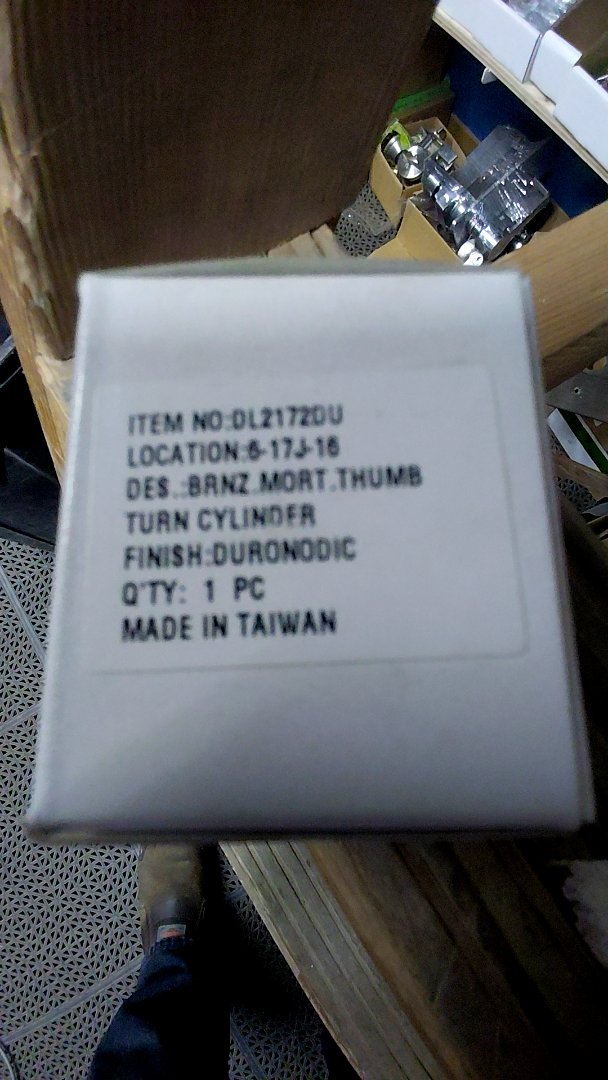 ITEM NO:DL2172DU
LOCATION:6-17J-16
DES.:BRNZ.MORT.THUMB
TURN CYLINDER
FINISH:DURONODIC
Q'TY: 1 PC
MADE IN TAIWAN